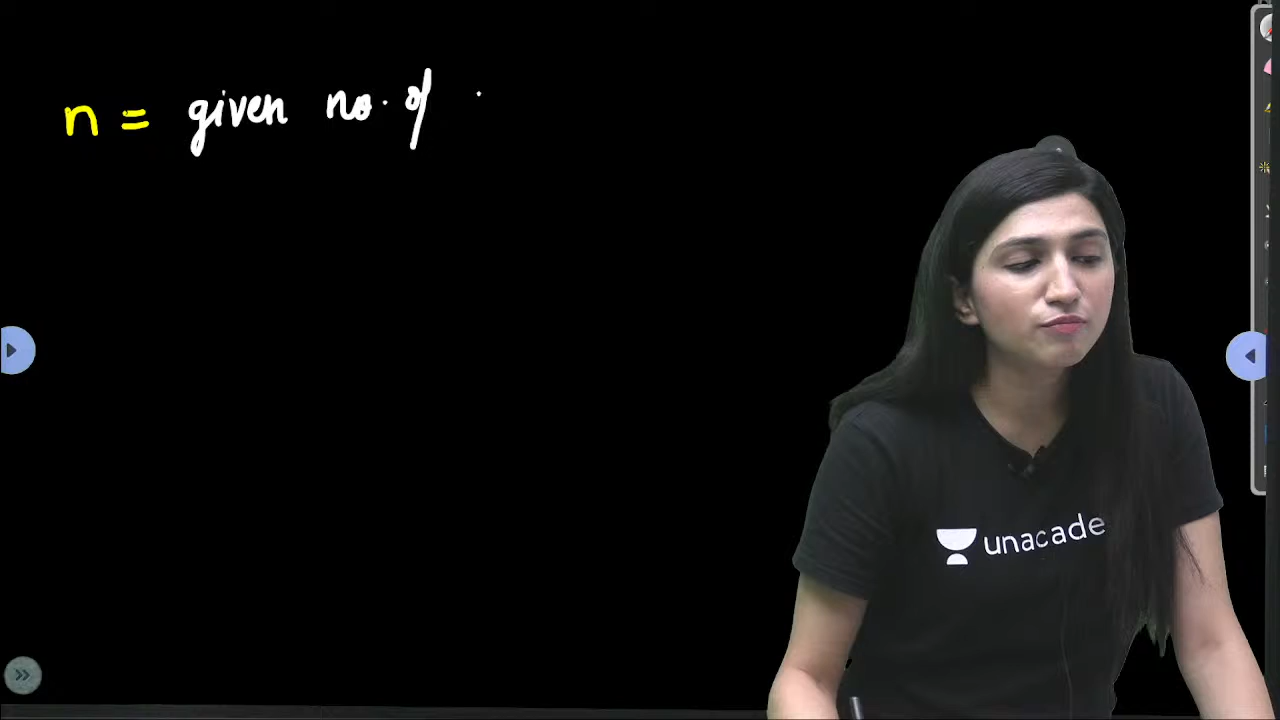 n = given no. of
unacade